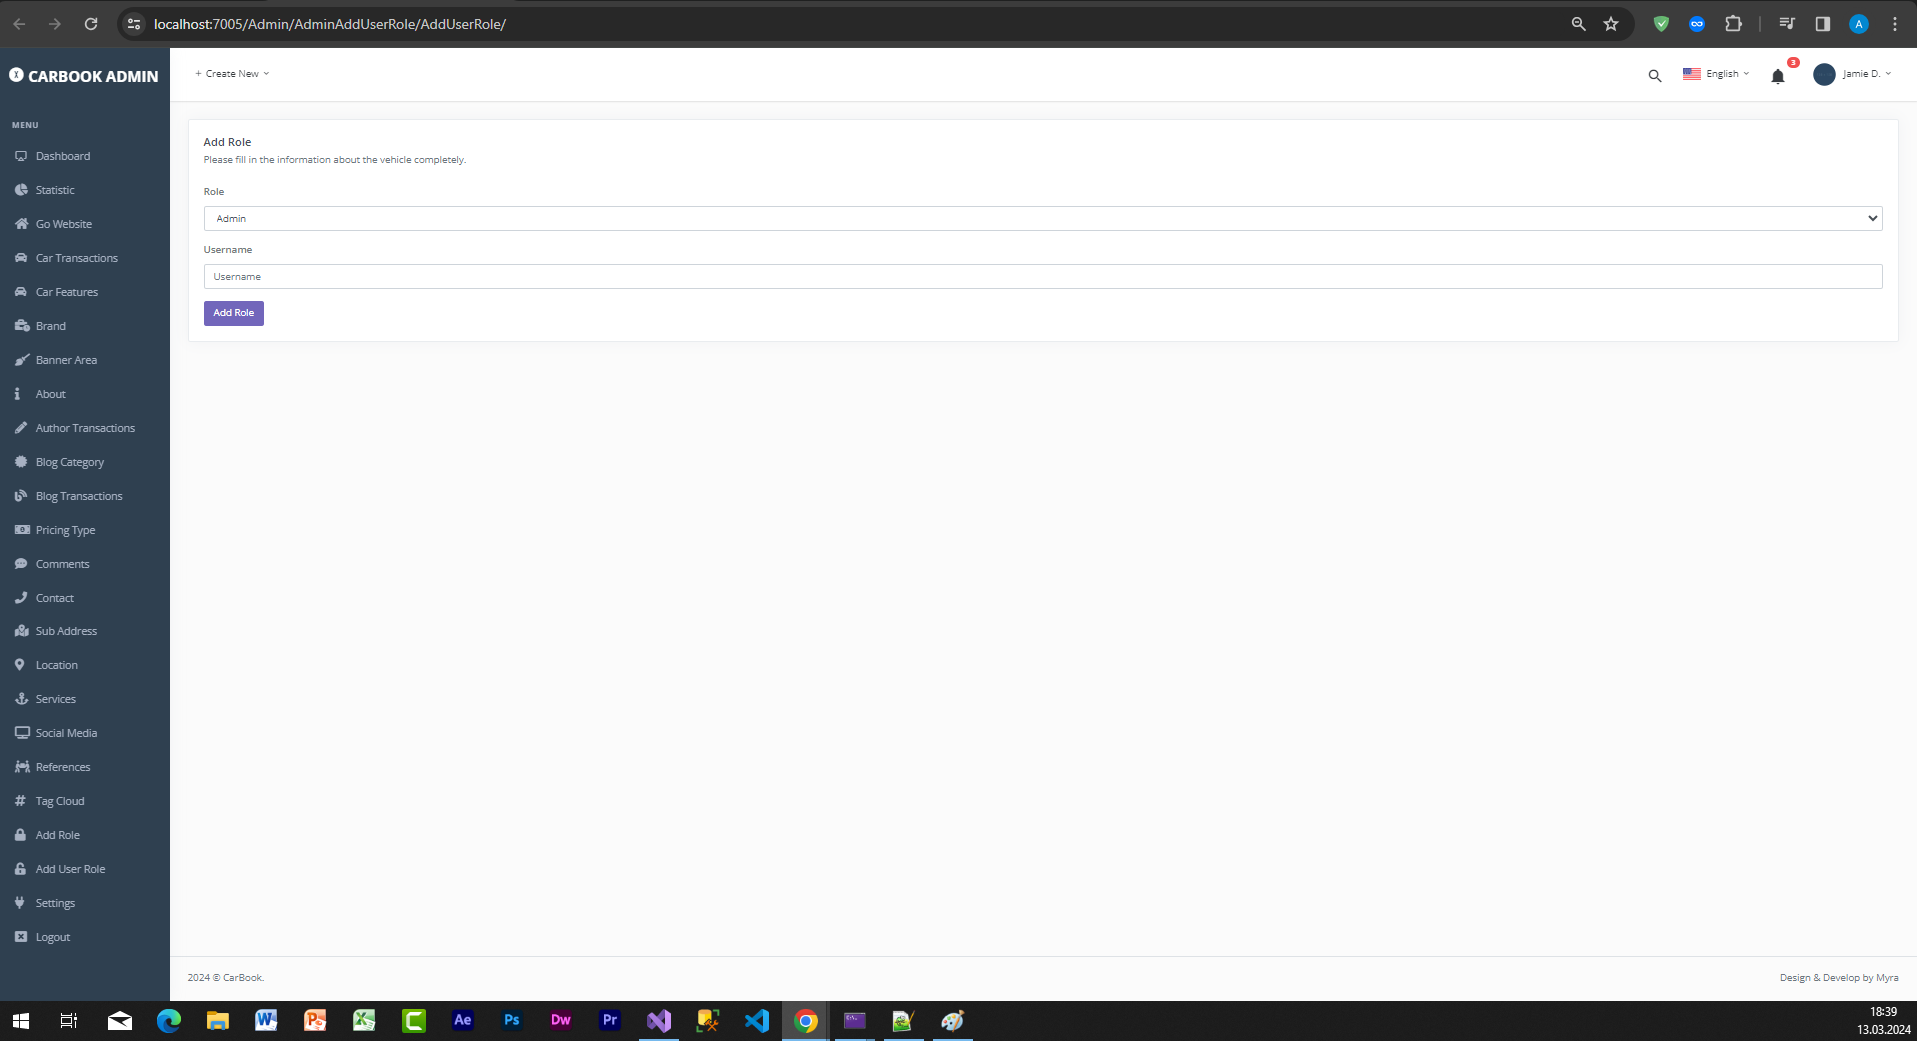 localhost:7005/Admin/AdminAddUserRole/AddUserRole/
A
CARBOOK ADMIN
+ Create New
3
English
Jamie D.
MENU
Dashboard
Statistic
Go Website
Car Transactions
Car Features
Brand
Banner Area
About
Author Transactions
Blog Category
Blog Transactions
Pricing Type
Comments
Contact
Sub Address
Location
Services
Social Media
References
Tag Cloud
Add Role
Add User Role
Settings
Logout
Add Role
Please fill in the information about the vehicle completely.
Role
Admin
Username
Username
Add Role
2024 © CarBook.
Design & Develop by Myra
Ae
Ps
Dw
Pr
18:39
13.03.2024